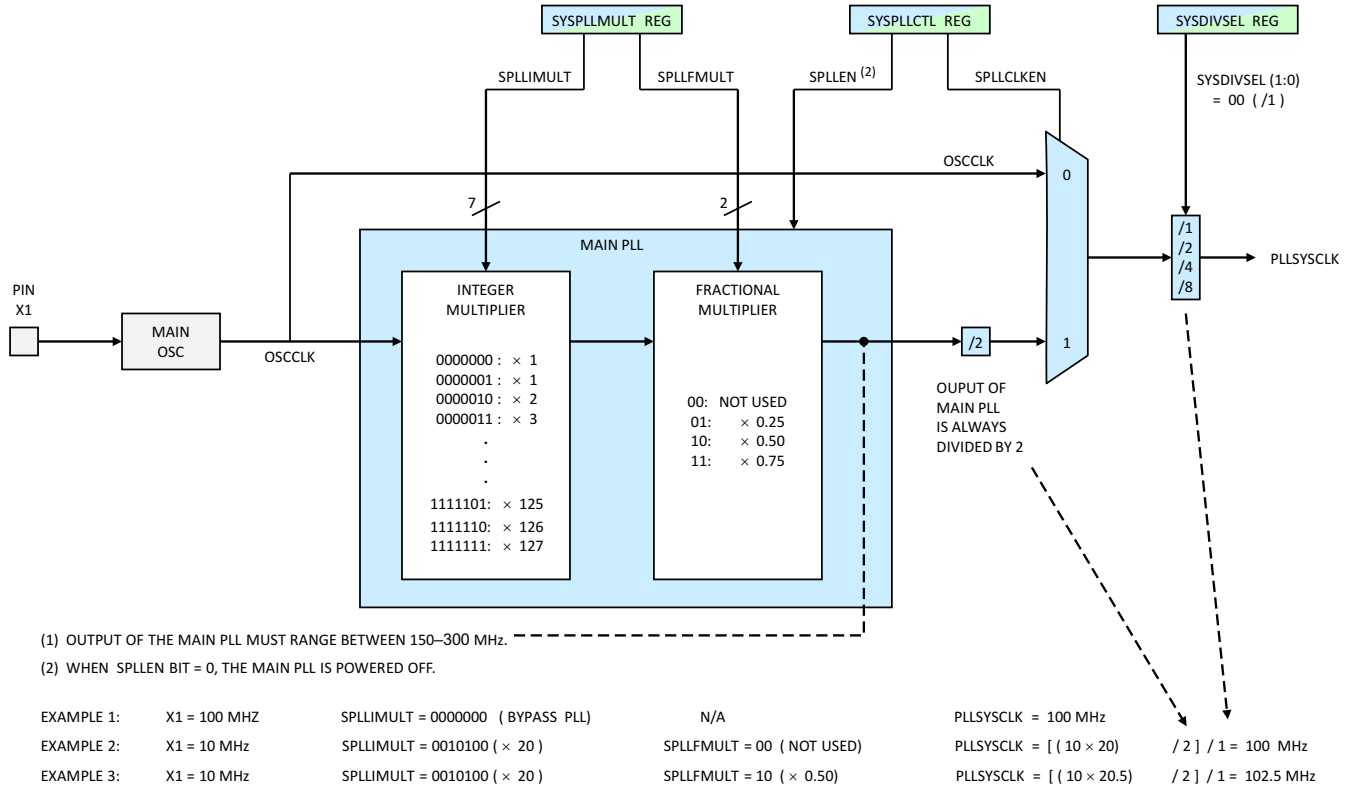 SYSPLLMULT REG
SYSPLLCTL REG
SYSDIVSEL REG
SPLLIMULT
SPLLFMULT
SPLLEN (2)
SPLLCLKEN
SYSDIVSEL (1:0)
= 00 ( /1 )
OSCCLK
0
7
2
MAIN PLL
/1
/2
/4
/8
PLLSYSCLK
PIN
X1
MAIN
OSC
OSCCLK
INTEGER
MULTIPLIER
0000000 : × 1
0000001 : × 1
0000010 : × 2
0000011 : × 3
.
.
.
1111101: × 125
1111110: × 126
1111111: × 127
FRACTIONAL
MULTIPLIER
00: NOT USED
01: × 0.25
10: × 0.50
11: × 0.75
/2
1
OUPUT OF
MAIN PLL
IS ALWAYS
DIVIDED BY 2
(1) OUTPUT OF THE MAIN PLL MUST RANGE BETWEEN 150–300 MHz.
(2) WHEN SPLLEN BIT = 0, THE MAIN PLL IS POWERED OFF.
EXAMPLE 1: X1 = 100 MHZ SPLLIMULT = 0000000 ( BYPASS PLL) N/A PLLSYSCLK = 100 MHz
EXAMPLE 2: X1 = 10 MHz SPLLIMULT = 0010100 ( × 20 ) SPLLFMULT = 00 ( NOT USED) PLLSYSCLK = [ ( 10 × 20) / 2 ] / 1 = 100 MHz
EXAMPLE 3: X1 = 10 MHz SPLLIMULT = 0010100 ( × 20 ) SPLLFMULT = 10 ( × 0.50) PLLSYSCLK = [ ( 10 × 20.5) / 2 ] / 1 = 102.5 MHz